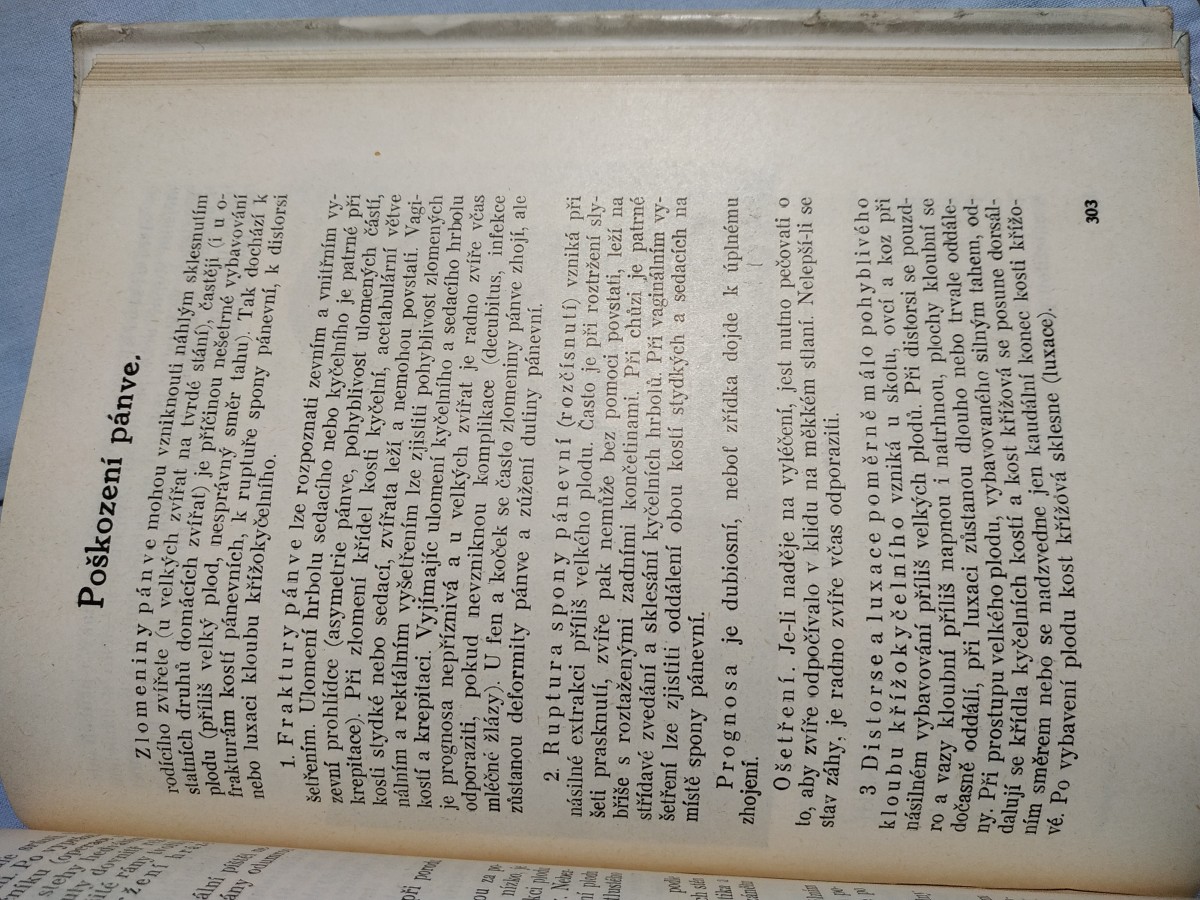 Poškození pánve.
Zlomeniny pánve mohou vzniknouti náhlým sklesnutím
rodícího zvířete (u velkých zvířat na tvrdé stání), častěji (i u o-
statních druhů domácích zvířat) je příčinou nešetrné vybavování
plodu (příliš velký plod, nesprávný směr tahu). Tak dochází k
frakturám kostí pánevních, k ruptuře spony pánevní, k distorsi
nebo luxaci kloubu křížokyčelního.
1. Fraktury pánve lze rozpoznati zevním a vnitřním vy-
šetřením. Ulomení hrbolu sedacího nebo kyčelního je patrné při
zevní prohlídce (asymetrie pánve, pohyblivost ulomených částí,
krepitace). Při zlomení křídel kostí kyčelní, acetabulární větve
kosti stydké nebo sedací, zvířata leží a nemohou povstati. Vagi-
nálním a rektálním vyšetřením lze zjistiti pohyblivost zlomených
kostí a krepitaci. Vyjímajíc ulomení kyčelního a sedacího hrbolu
je prognosa nepříznivá a u velkých zvířat je radno zvíře včas
odporaziti, pokud nevzniknou komplikace (decubitus, infekce
mléčné žlázy). U fen a koček se často zlomeniny pánve zhojí, ale
zůstanou deformity pánve a zúžení dutiny pánevní.
2. Ruptura spony pánevní (rozčísnutí) vzniká při
násilné extrakci příliš velkého plodu. Často je při roztržení sly-
šeti prasknutí, zvíře pak nemůže bez pomoci povstati, leží na
břiše s roztaženými zadními končetinami. Při chůzi je patrné
střídavé zvedání a sklesání kyčelních hrbolů. Při vaginálním vy-
šetření lze zjistiti oddálení obou kostí stydkých a sedacích na
místě spony pánevní.
Prognosa je dubiosní, neboť zřídka dojde k úplnému
zhojení.
Ošetření. Je-li naděje na vyléčení, jest nutno pečovati o
to, aby zvíře odpočívalo v klidu na měkkém stlaní. Nelepší-li se
stav záhy, je radno zvíře včas odporaziti.
3 Distorse a luxace poměrně málo pohyblivého
kloubu křížokyčelního vzniká u skotu, ovcí a koz při
násilném vybavování příliš velkých plodů. Při distorsi se pouzd-
ro a vazy kloubní příliš napnou i natrhnou, plochy kloubní se
dočasně oddálí, při luxaci zůstanou dlouho nebo trvale oddále-
ny. Při prostupu velkého plodu, vybavovaného silným tahem, od-
dalují se křídla kyčelních kostí a kost křížová se posune dorsál-
ním směrem nebo se nadzvedne jen kaudální konec kosti křížo-
vé. Po vybavení plodu kost křížová sklesne (luxace).
303